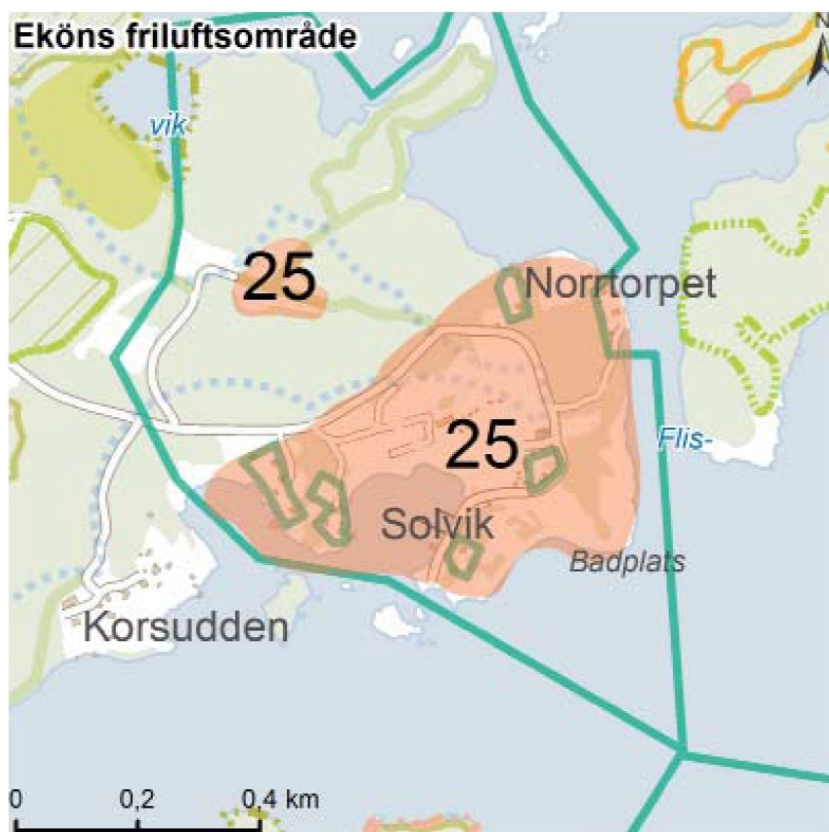 Eköns friluftsområde
N
vik
25
Norrtorpet
25
Flis-
Solvik
Badplats
Korsudden
0 0,2 0,4 km